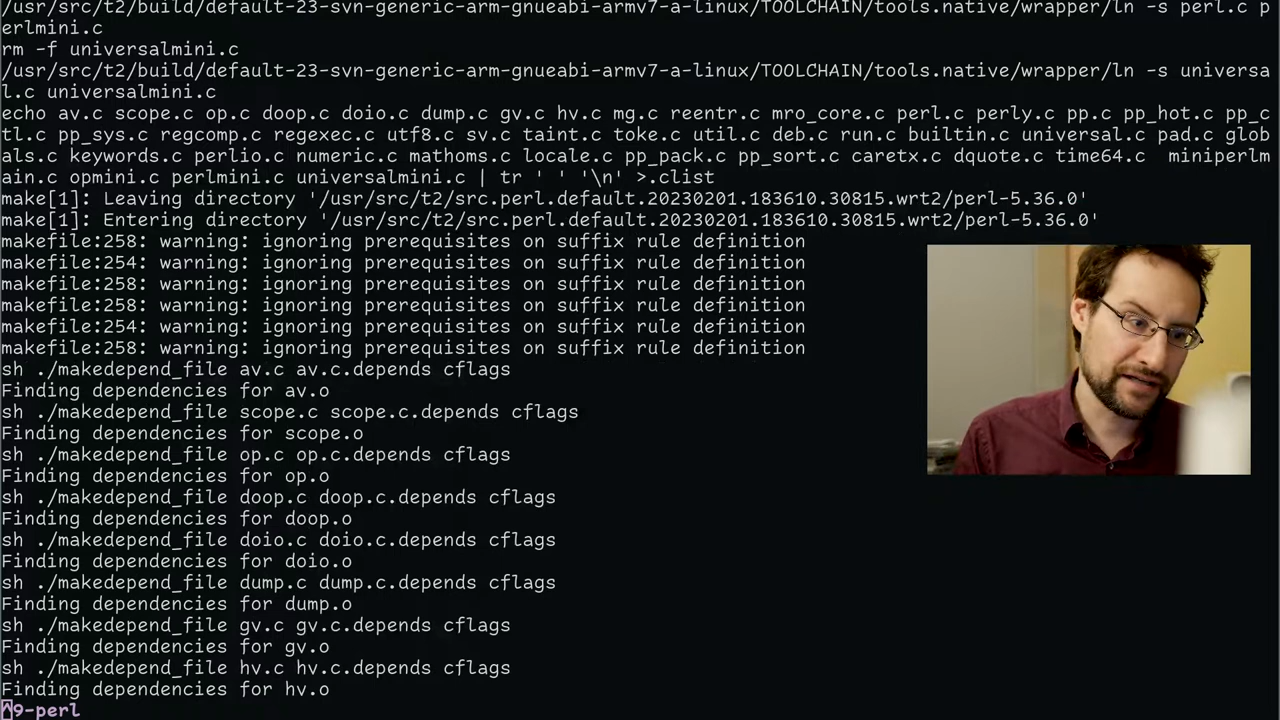 /usr/src/t2/build/default-23-svn-generic-arm-gnueabi-armv7-a-linux/TOOLCHAIN/tools.native/wrapper/ln -s perl.c p
erlmini.c
rm -f universalmini.c
/usr/src/t2/build/default-23-svn-generic-arm-gnueabi-armv7-a-linux/TOOLCHAIN/tools.native/wrapper/ln -s universa
l.c universalmini.c
echo av.c scope.c op.c doop.c doio.c dump.c gv.c hv.c mg.c reentr.c mro_core.c perl.c perly.c pp.c pp_hot.c pp_c
tl.c pp_sys.c regcomp.c regexec.c utf8.c sv.c taint.c toke.c util.c deb.c run.c builtin.c universal.c pad.c glob
als.c keywords.c perlio.c numeric.c mathoms.c locale.c pp_pack.c pp_sort.c caretx.c dquote.c time64.c  miniperlm
ain.c opmini.c perlmini.c universalmini.c | tr ' ' '\n' >.clist
make[1]: Leaving directory '/usr/src/t2/src.perl.default.20230201.183610.30815.wrt2/perl-5.36.0'
make[1]: Entering directory '/usr/src/t2/src.perl.default.20230201.183610.30815.wrt2/perl-5.36.0'
makefile:258: warning: ignoring prerequisites on suffix rule definition
makefile:254: warning: ignoring prerequisites on suffix rule definition
makefile:258: warning: ignoring prerequisites on suffix rule definition
makefile:258: warning: ignoring prerequisites on suffix rule definition
makefile:254: warning: ignoring prerequisites on suffix rule definition
makefile:258: warning: ignoring prerequisites on suffix rule definition
sh ./makedepend_file av.c av.c.depends cflags
Finding dependencies for av.o
sh ./makedepend_file scope.c scope.c.depends cflags
Finding dependencies for scope.o
sh ./makedepend_file op.c op.c.depends cflags
Finding dependencies for op.o
sh ./makedepend_file doop.c doop.c.depends cflags
Finding dependencies for doop.o
sh ./makedepend_file doio.c doio.c.depends cflags
Finding dependencies for doio.o
sh ./makedepend_file dump.c dump.c.depends cflags
Finding dependencies for dump.o
sh ./makedepend_file gv.c gv.c.depends cflags
Finding dependencies for gv.o
sh ./makedepend_file hv.c hv.c.depends cflags
Finding dependencies for hv.o
^9-perl